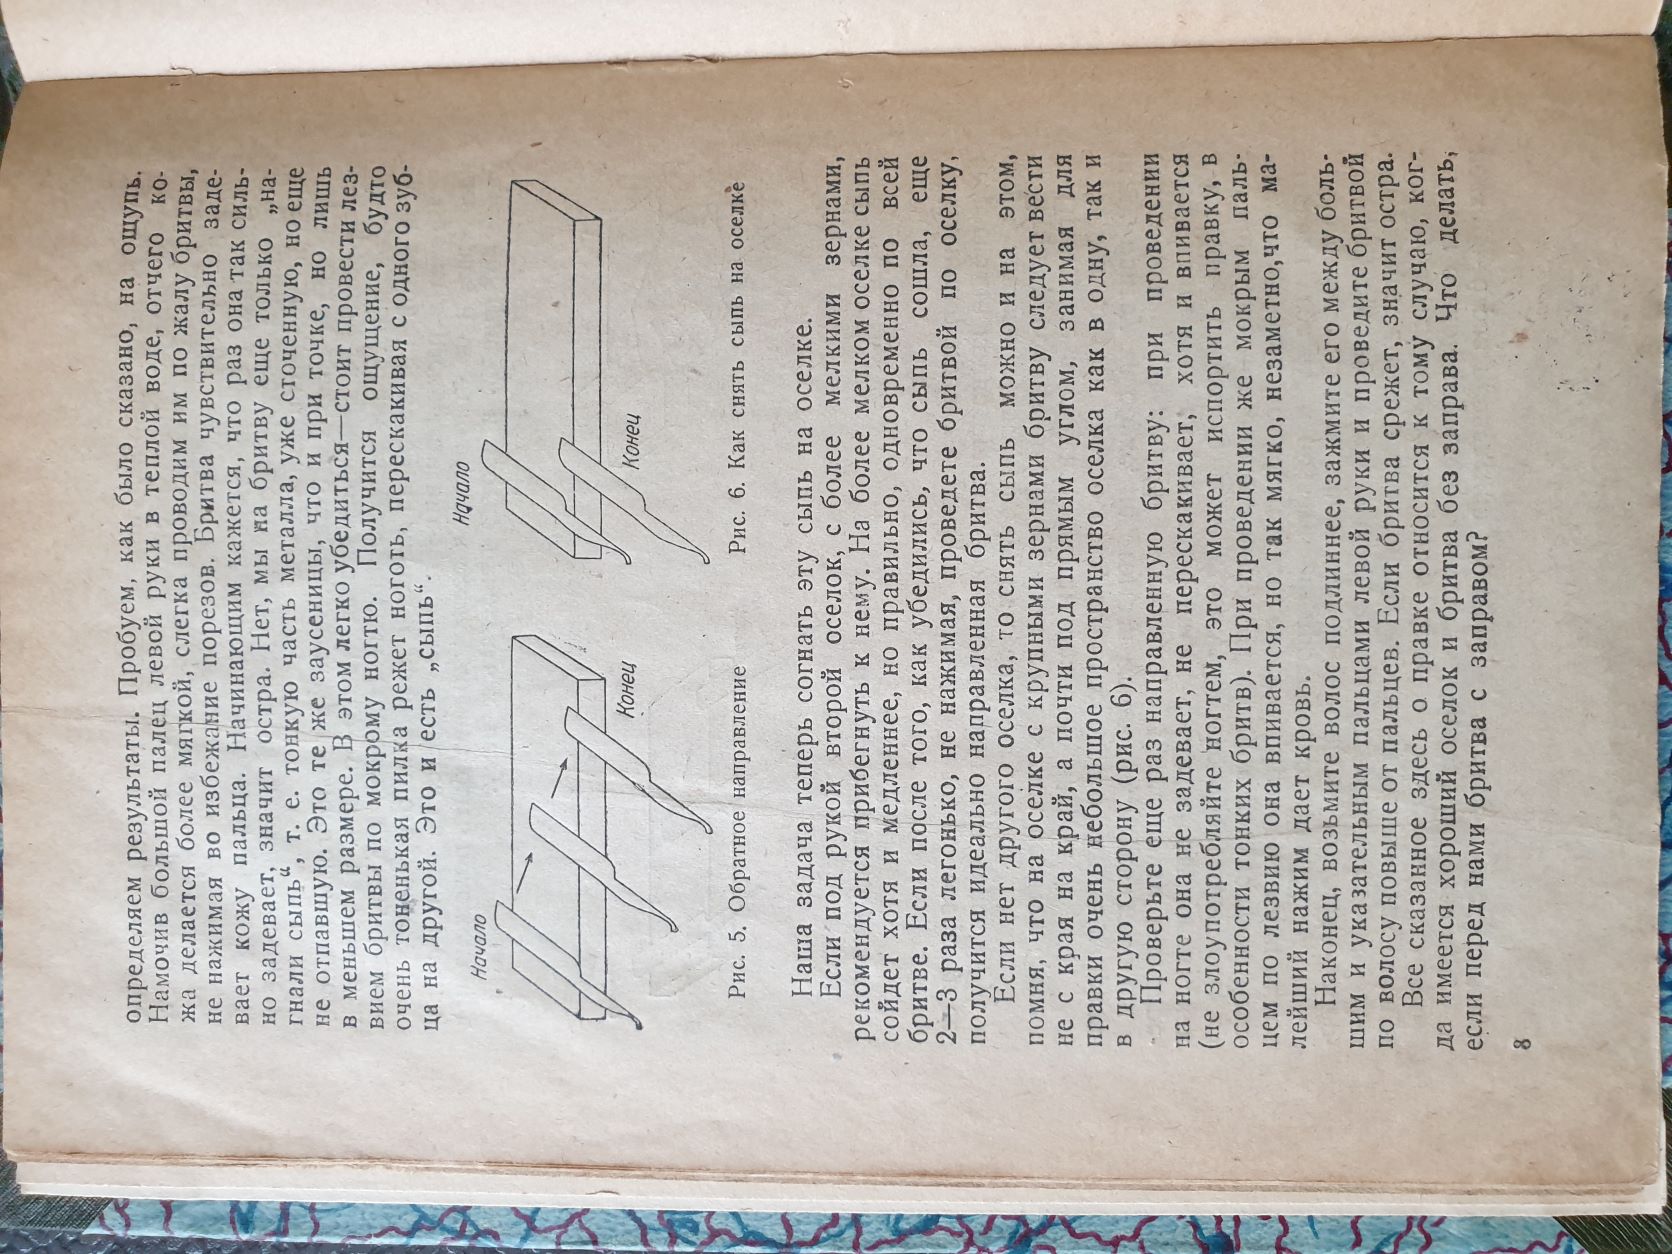 определяем результаты. Пробуем, как было сказано, на ощупь.
Намочив большой палец левой руки в теплой воде, отчего ко-
жа делается более мягкой, слегка проводим им по жалу бритвы,
не нажимая во избежание порезов. Бритва чувствительно заде-
вает кожу пальца. Начинающим кажется, что раз она так силь-
но задевает, значит остра. Нет, мы на бритву еще только „на-
гнали сыпь“, т. е. тонкую часть металла, уже сточенную, но еще
не отпавшую. Это те же заусеницы, что и при точке, но лишь
в меньшем размере. В этом легко убедиться—стоит провести лез-
вием бритвы по мокрому ногтю. Получится ощущение, будто
очень тоненькая пилка режет ноготь, перескакивая с одного зуб-
ца на другой. Это и есть „сыпь“.
Начало
Конец
Рис. 5. Обратное направление
Начало
Конец
Рис. 6. Как снять сыпь на оселке
Наша задача теперь согнать эту сыпь на оселке.
Если под рукой второй оселок, с более мелкими зернами,
рекомендуется прибегнуть к нему. На более мелком оселке сыпь
сойдет хотя и медленнее, но правильно, одновременно по всей
бритве. Если после того, как убедились, что сыпь сошла, еще
2—3 раза легонько, не нажимая, проведете бритвой по оселку,
получится идеально направленная бритва.
Если нет другого оселка, то снять сыпь можно и на этом,
помня, что на оселке с крупными зернами бритву следует вести
не с края на край, а почти под прямым углом, занимая для
правки очень небольшое пространство оселка как в одну, так и
в другую сторону (рис. 6).
Проверьте еще раз направленную бритву: при проведении
на ногте она не задевает, не перескакивает, хотя и впивается
(не злоупотребляйте ногтем, это может испортить правку, в
особенности тонких бритв). При проведении же мокрым паль-
цем по лезвию она впивается, но так мягко, незаметно,что ма-
лейший нажим дает кровь.
Наконец, возьмите волос подлиннее, зажмите его между боль-
шим и указательным пальцами левой руки и проведите бритвой
по волосу повыше от пальцев. Если бритва срежет, значит остра.
Все сказанное здесь о правке относится к тому случаю, ког-
да имеется хороший оселок и бритва без заправа. Что делать,
если перед нами бритва с заправом?
8